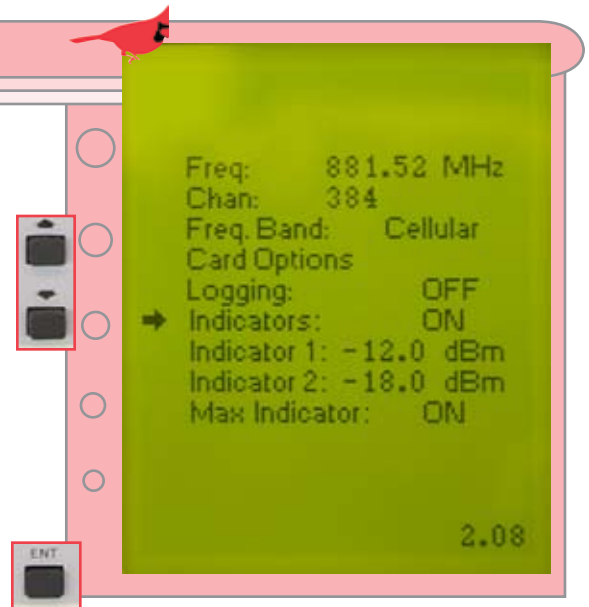 Freq: 881.52 MHz
Chan: 384
Freq. Band: Cellular
Card Options
Logging: OFF
Indicators: ON
Indicator 1: -12.0 dBm
Indicator 2: -18.0 dBm
Max Indicator: ON
2.08
ENT